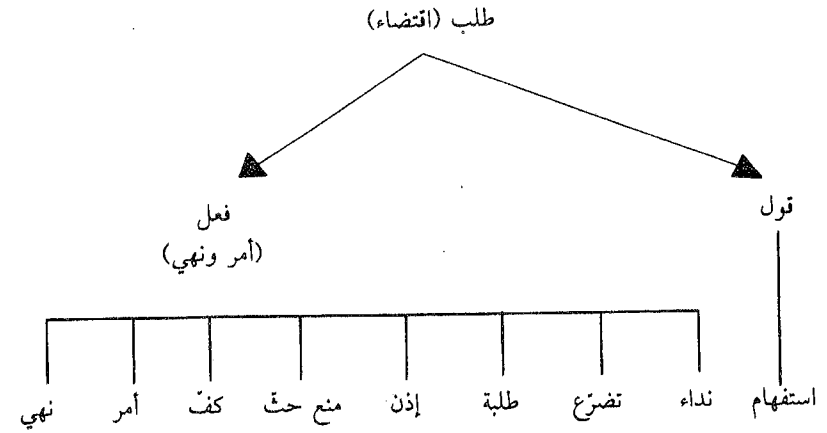 طلب (اقتضاء)
قول
فعل
(أمر ونهي)
استفهام نداء تضرّع طلبة إذن منع حثّ كفّ أمر نهي